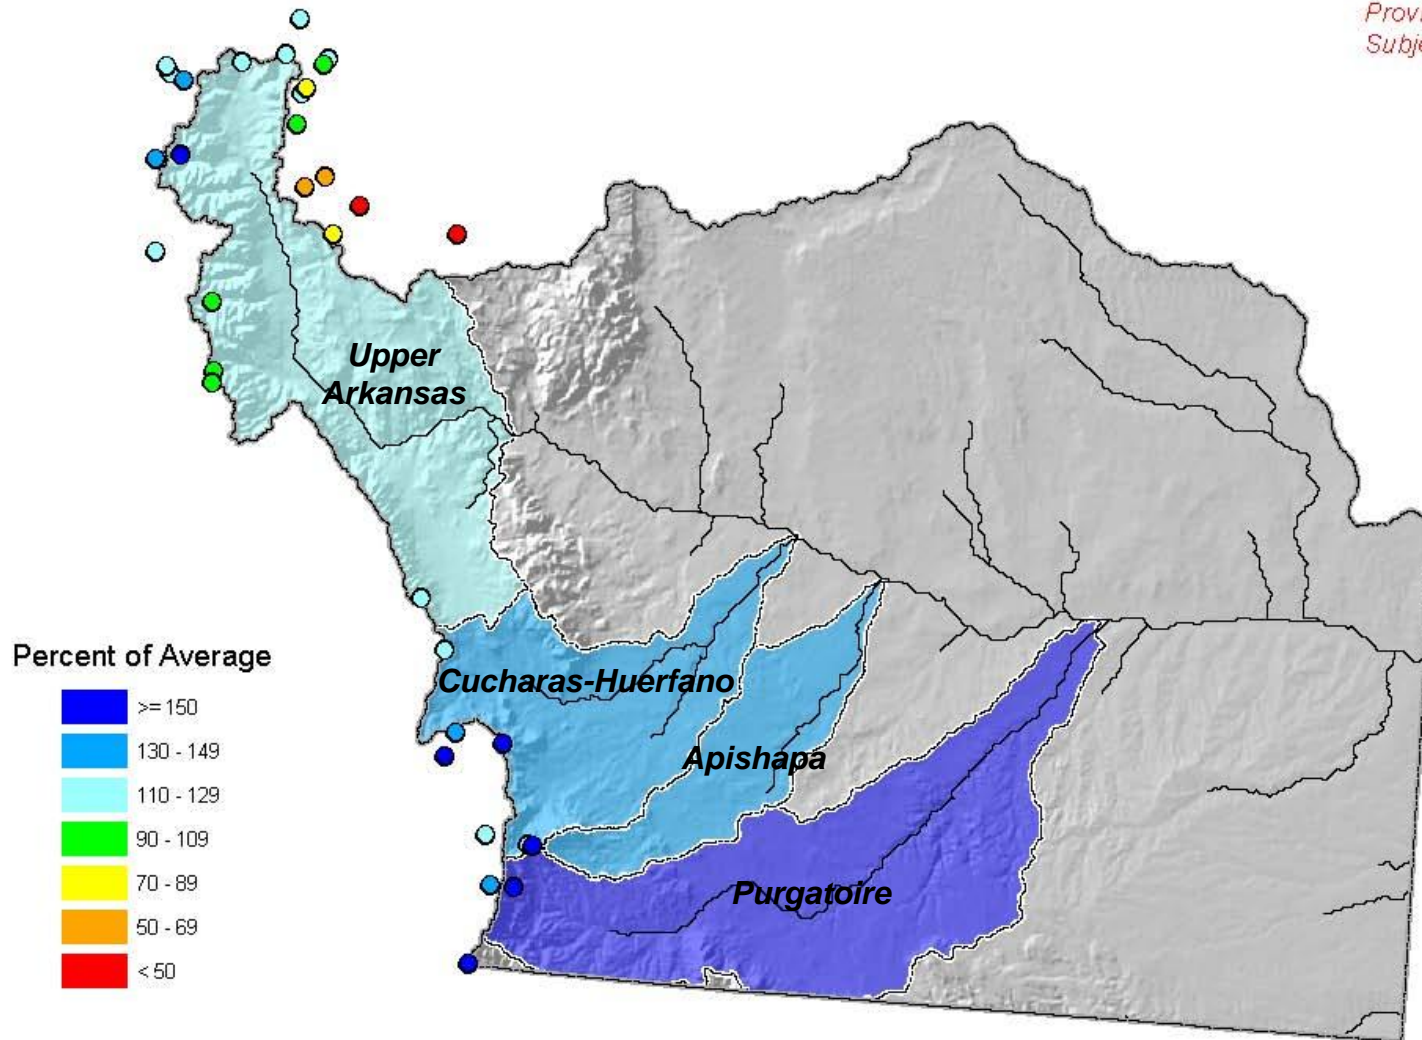 Upper
Arkansas
Cucharas-Huerfano
Apishapa
Purgatoire
Percent of Average
>= 150
130 - 149
110 - 129
90 - 109
70 - 89
50 - 69
< 50